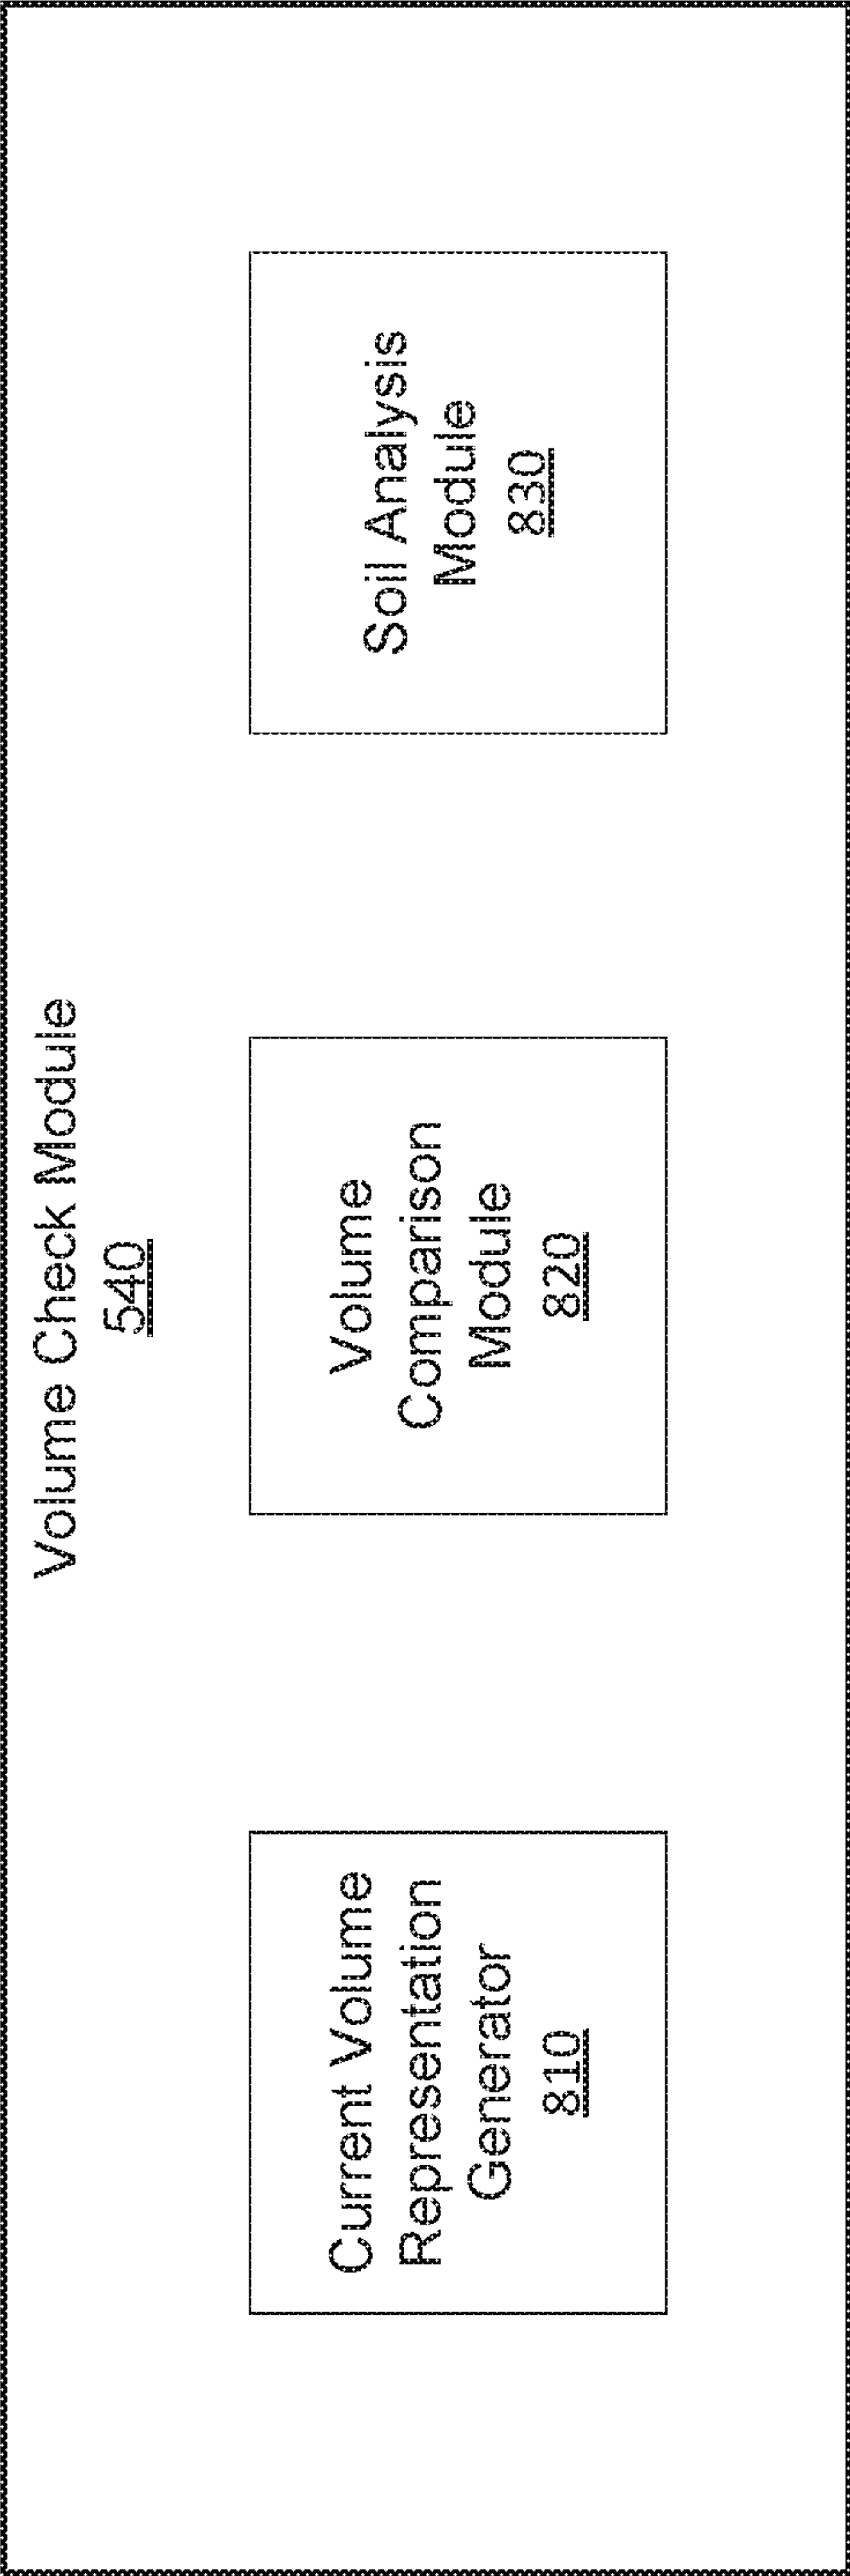 Volume Check Module
540
Current Volume
Representation
Generator
810
Volume
Comparison
Module
820
Soil Analysis
Module
830